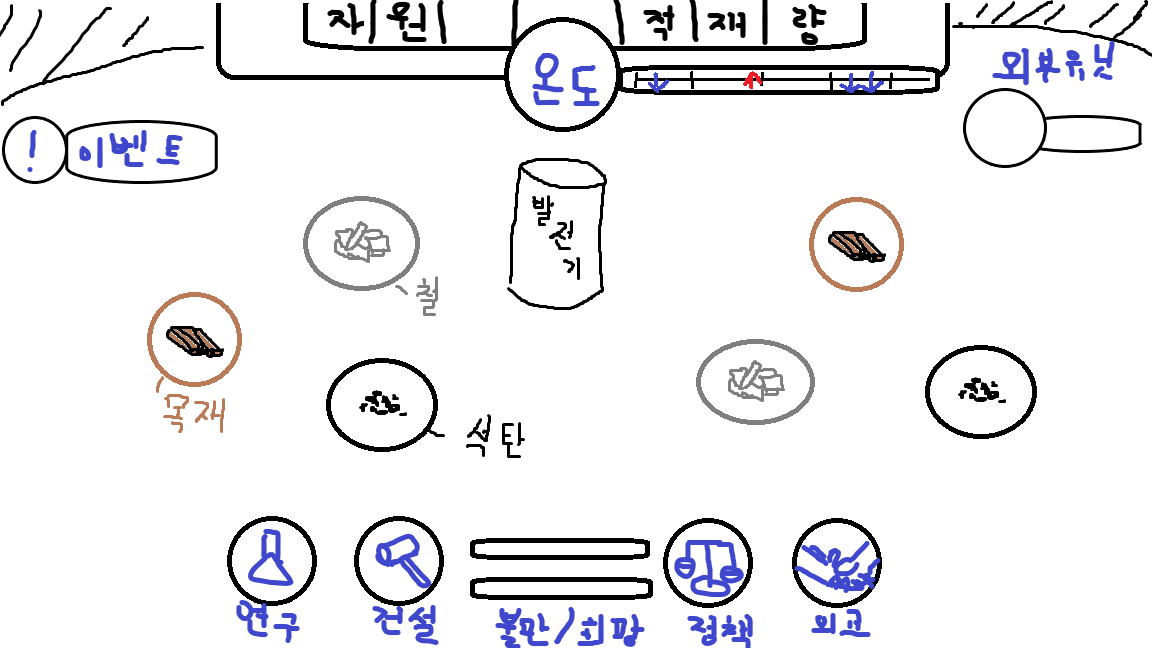 자원 적재량
온도
외부유닛
! 이벤트
발전기
철
목재
석탄
연구 건설 불만/희망 정책 외교